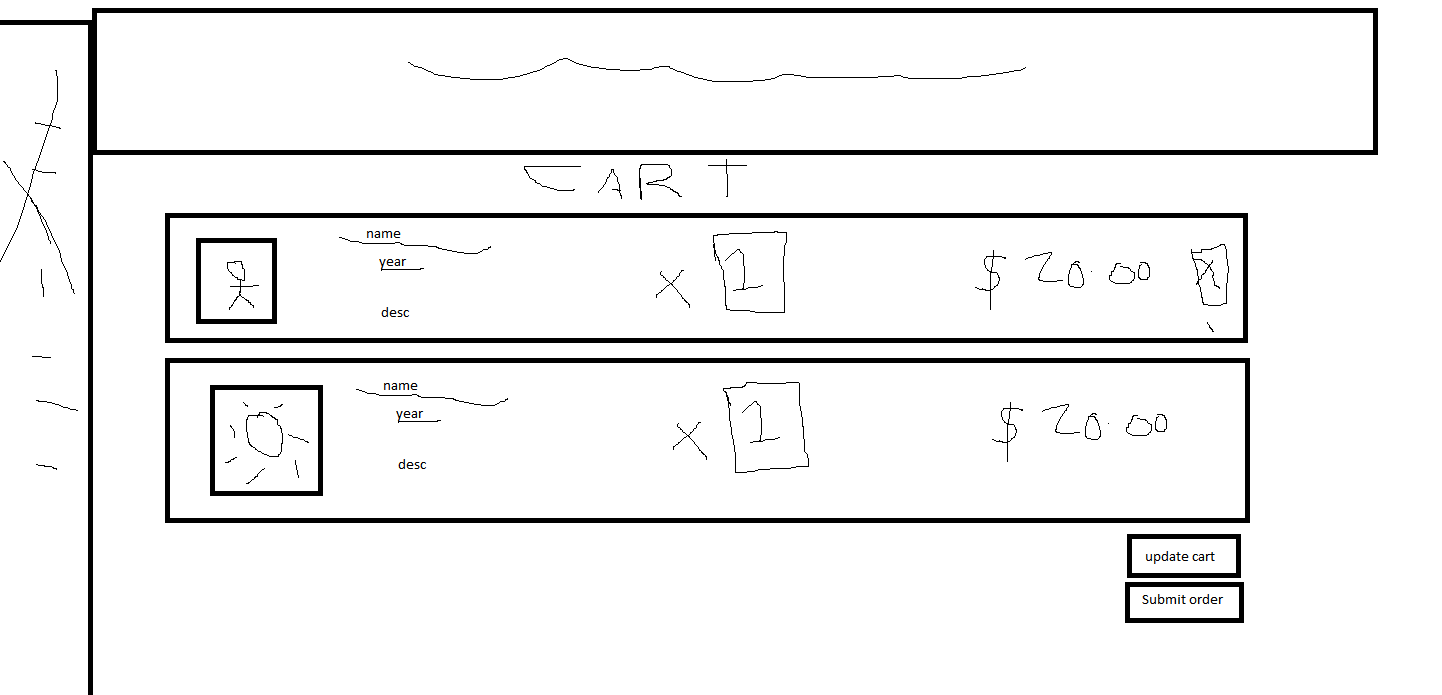 CART
name
year
desc
x 1 $20.00 x
name
year
desc
x 1 $20.00
update cart
Submit order